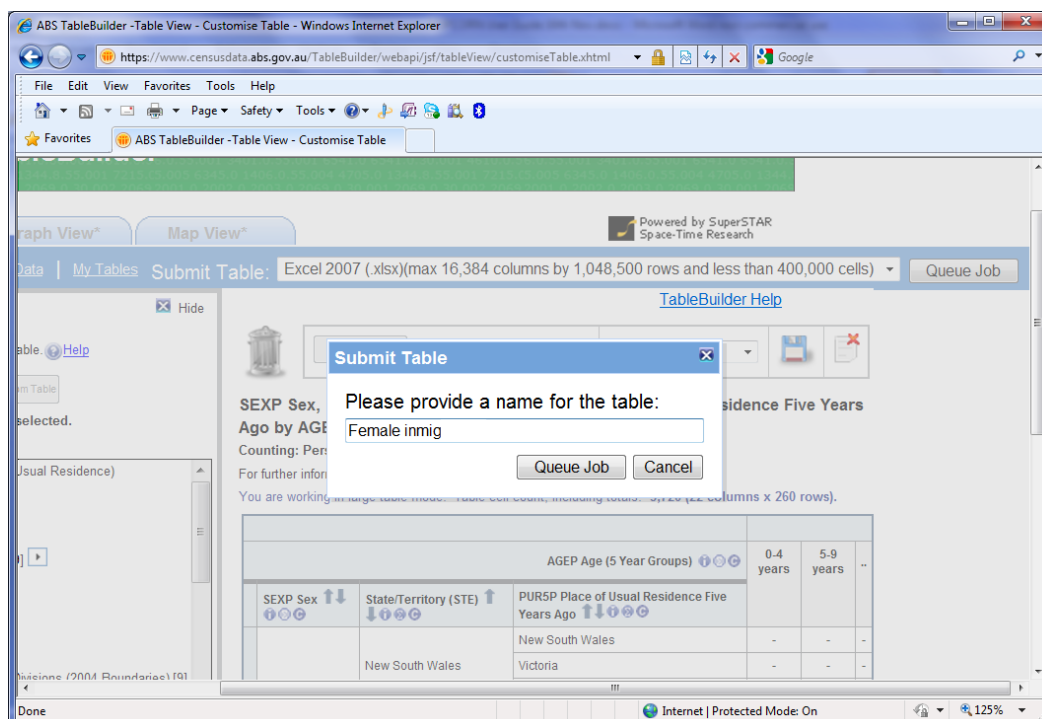 ABS TableBuilder -Table View - Customise Table - Windows Internet Explorer
https://www.censusdata.abs.gov.au/TableBuilder/webapi/jsf/tableView/customiseTable.xhtml
Google
File Edit View Favorites Tools Help
Page Safety Tools
Favorites
ABS TableBuilder -Table View - Customise Table
Powered by SuperSTAR
Space-Time Research
raph View* Map View*
Data | My Tables Submit Table: Excel 2007 (.xlsx)(max 16,384 columns by 1,048,500 rows and less than 400,000 cells) Queue Job
TableBuilder Help
Hide
able. Help
Submit Table
Please provide a name for the table:
Female inmig
Queue Job Cancel
selected.
SEXP Sex, sidence Five Years
Ago by AGE
Counting: Per
For further infor
You are working in large table mode. Table cell count, including totals: 5,720 (22 columns x 260 rows).
Usual Residence)
AGEP Age (5 Year Groups)
0-4 years
5-9 years
..
SEXP Sex
State/Territory (STE)
PUR5P Place of Usual Residence Five Years Ago
New South Wales - - -
New South Wales
Victoria - - -
Divisions (2004 Boundaries) [9]
Done
Internet | Protected Mode: On
125%